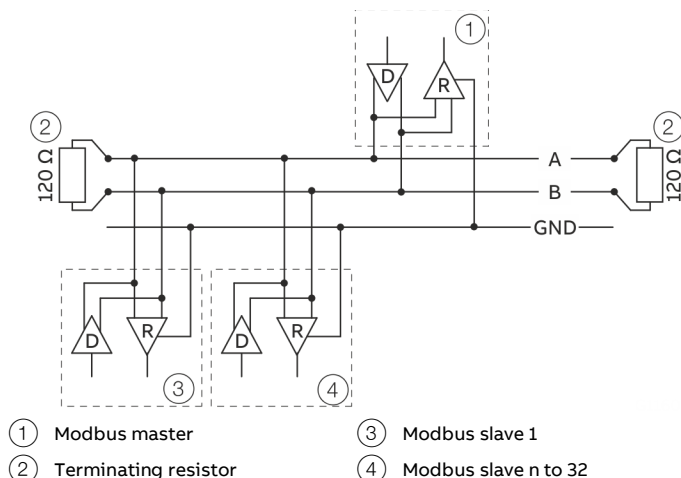 1
D
R
2
120 Ω
2
120 Ω
A
B
GND
D
R
D
R
3
4
1 Modbus master
3 Modbus slave 1
2 Terminating resistor
4 Modbus slave n to 32